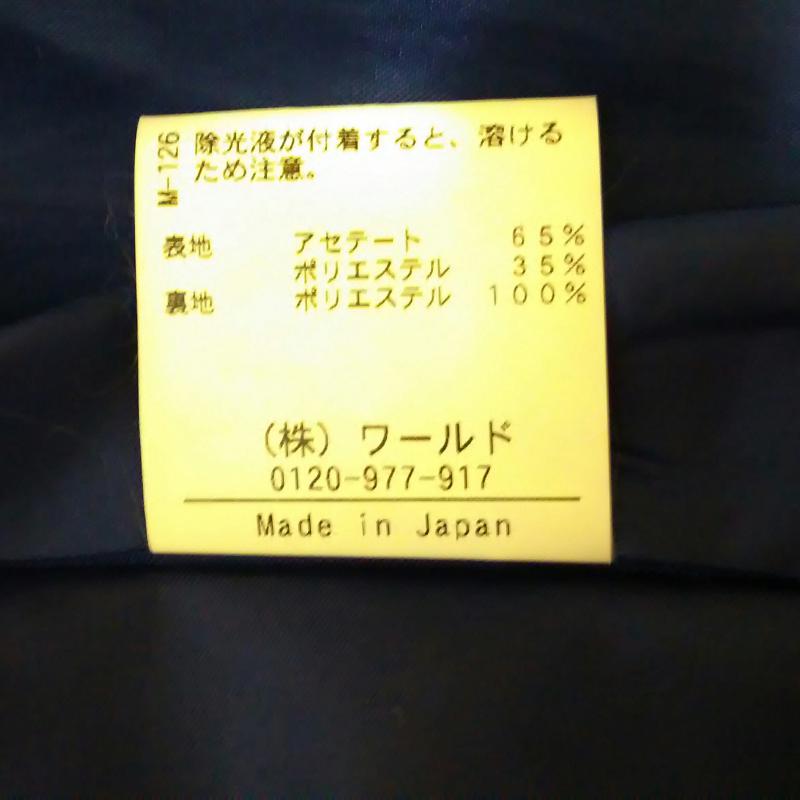 M-126
除光液が付着すると、溶ける
ため注意。
表地 アセテート 65%
ポリエステル 35%
裏地 ポリエステル 100%
(株) ワールド
0120-977-917
Made in Japan